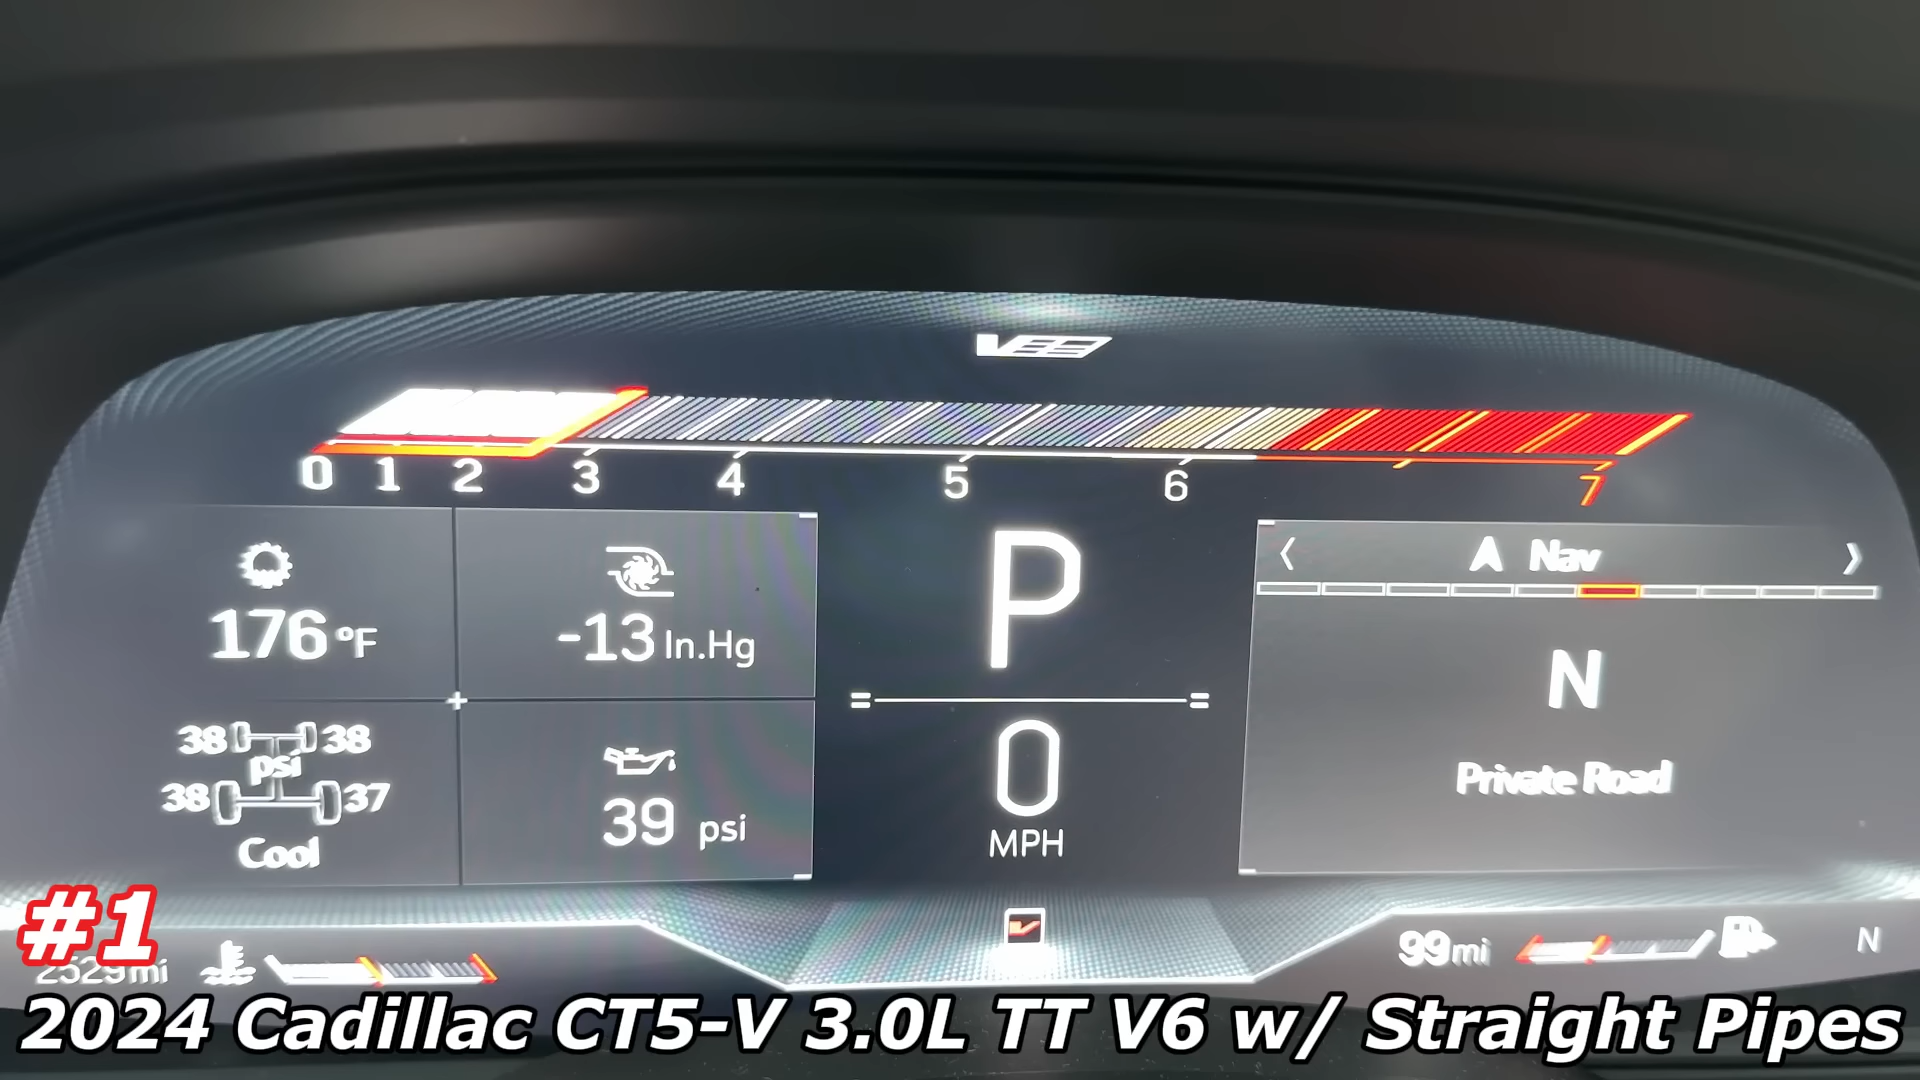 0 1 2 3 4 5 6 7
176 °F
-13 In.Hg
P
‹ Nav ›
N
38 38
psi
38 37
Cool
39 psi
0
MPH
Private Road
#1
2529mi
99mi
N
2024 Cadillac CT5-V 3.0L TT V6 w/ Straight Pipes